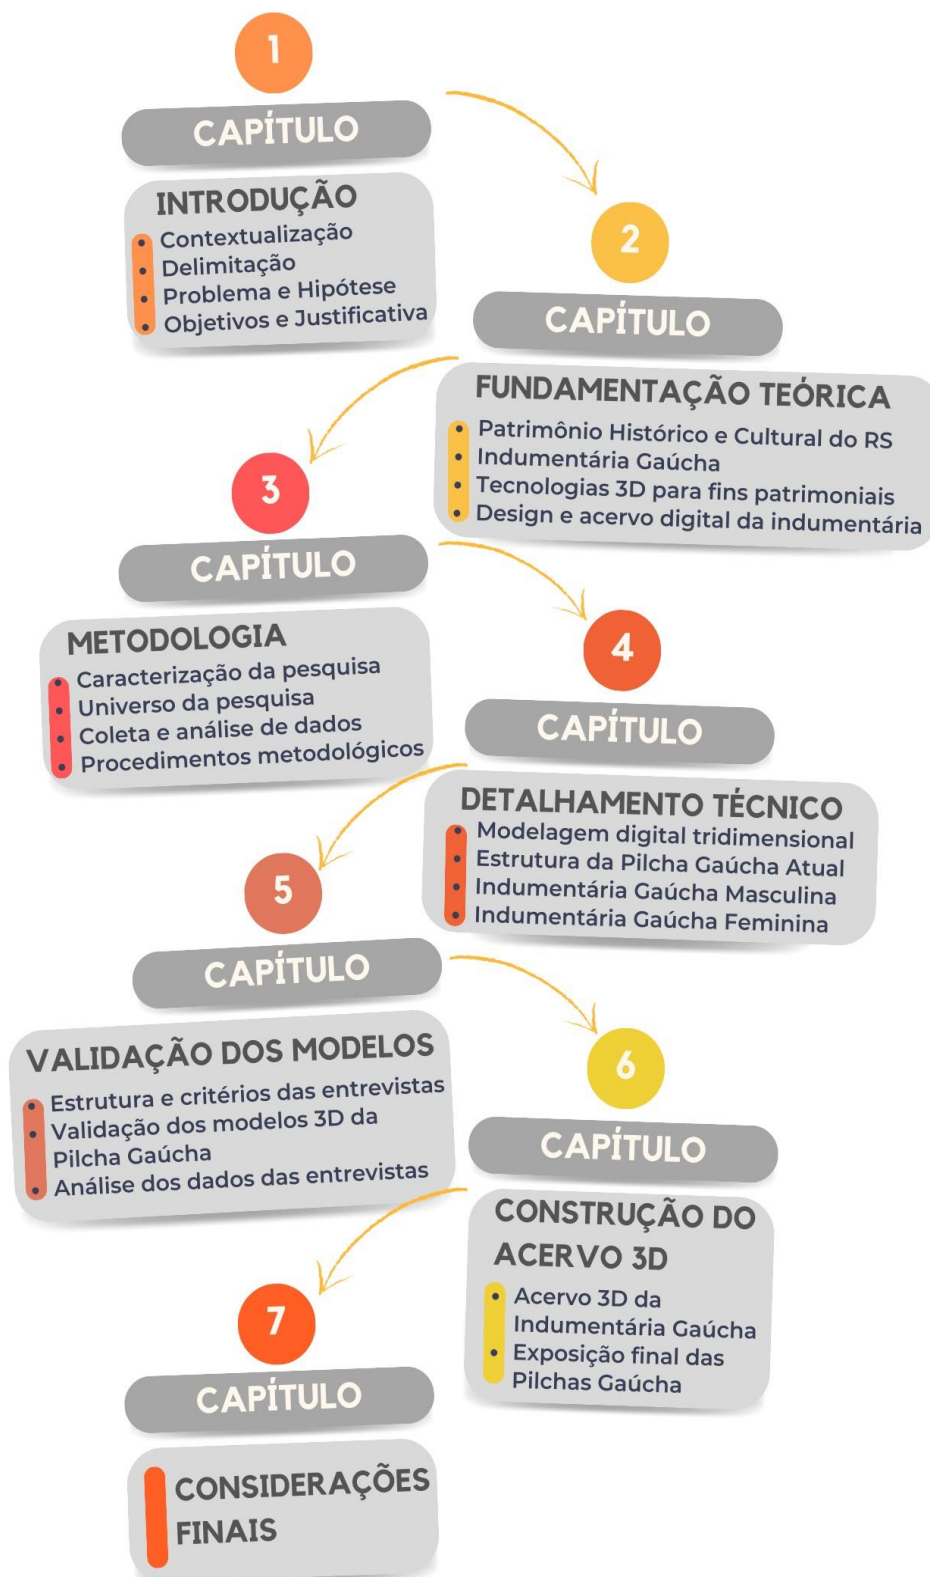 1
CAPÍTULO
INTRODUÇÃO
• Contextualização
• Delimitação
• Problema e Hipótese
• Objetivos e Justificativa
2
CAPÍTULO
FUNDAMENTAÇÃO TEÓRICA
• Patrimônio Histórico e Cultural do RS
• Indumentária Gaúcha
• Tecnologias 3D para fins patrimoniais
• Design e acervo digital da indumentária
3
CAPÍTULO
METODOLOGIA
• Caracterização da pesquisa
• Universo da pesquisa
• Coleta e análise de dados
• Procedimentos metodológicos
4
CAPÍTULO
DETALHAMENTO TÉCNICO
• Modelagem digital tridimensional
• Estrutura da Pilcha Gaúcha Atual
• Indumentária Gaúcha Masculina
• Indumentária Gaúcha Feminina
5
CAPÍTULO
VALIDAÇÃO DOS MODELOS
• Estrutura e critérios das entrevistas
• Validação dos modelos 3D da
Pilcha Gaúcha
• Análise dos dados das entrevistas
6
CAPÍTULO
CONSTRUÇÃO DO
ACERVO 3D
• Acervo 3D da
Indumentária Gaúcha
• Exposição final das
Pilchas Gaúcha
7
CAPÍTULO
CONSIDERAÇÕES
FINAIS